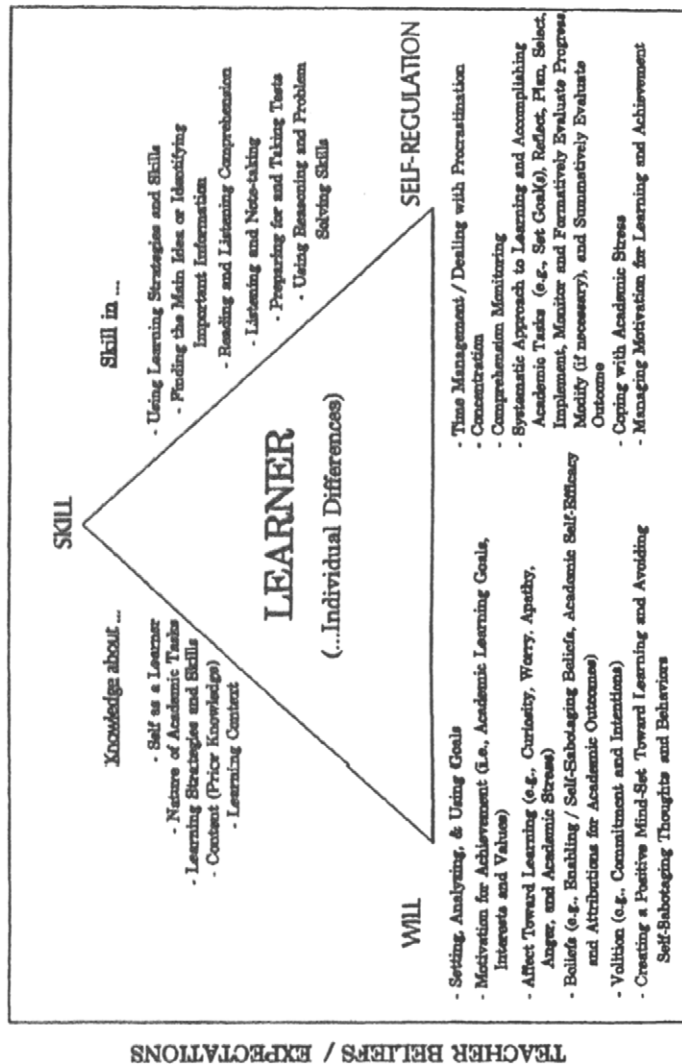 SKILL
Knowledge about ...
- Self as a Learner
- Nature of Academic Tasks
- Learning Strategies and Skills
- Content (Prior Knowledge)
- Learning Content
Skill in ...
- Using Learning Strategies and Skills
- Finding the Main Idea or Identifying
Important Information
- Reading and Listening Comprehension
- Listening and Note-taking
- Preparing for and Taking Tests
- Using Reasoning and Problem
Solving Skills
LEARNER
(...Individual Differences)
WILL
- Setting, Analyzing, & Using Goals
- Motivation for Achievement (i.e., Academic Learning Goals,
Interests and Values)
- Affect Toward Learning (e.g., Curiosity, Worry, Apathy,
Anger, and Academic Stress)
- Beliefs (e.g., Enabling / Self-Sabotaging Beliefs, Academic Self-Efficacy
and Attributions for Academic Outcomes)
- Volition (e.g., Commitment and Intentions)
- Creating a Positive Mind-Set Toward Learning and Avoiding
Self-Sabotaging Thoughts and Behaviors
SELF-REGULATION
- Time Management / Dealing with Procrastination
- Concentration
- Comprehension Monitoring
- Systematic Approach to Learning and Accomplishing
Academic Tasks (e.g., Set Goal(s), Reflect, Plan, Select,
Implement, Monitor and Formatively Evaluate Progress,
Modify (if necessary), and Summatively Evaluate
Outcome
- Coping with Academic Stress
- Managing Motivation for Learning and Achievement
TEACHER BELIEFS / EXPECTATIONS